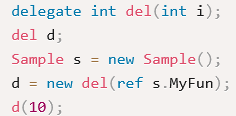 delegate int del(int i);
del d;
Sample s = new Sample();
d = new del(ref s.MyFun);
d(10);